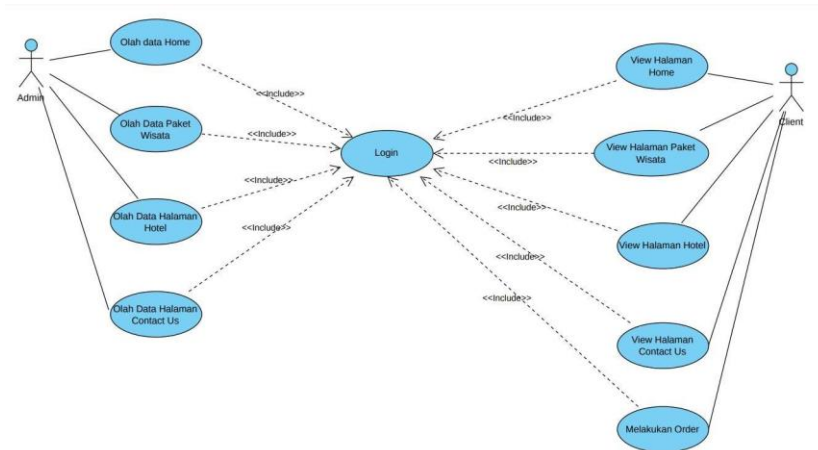 Olah data Home
Admin
Olah Data Paket
Wisata
Olah Data Halaman
Hotel
Olah Data Halaman
Contact Us
<<Include>>
<<Include>>
<<Include>>
<<Include>>
Login
<<Include>>
<<Include>>
<<Include>>
<<Include>>
<<Include>>
View Halaman
Home
Client
View Halaman Paket
Wisata
View Halaman Hotel
View Halaman
Contact Us
Melakukan Order